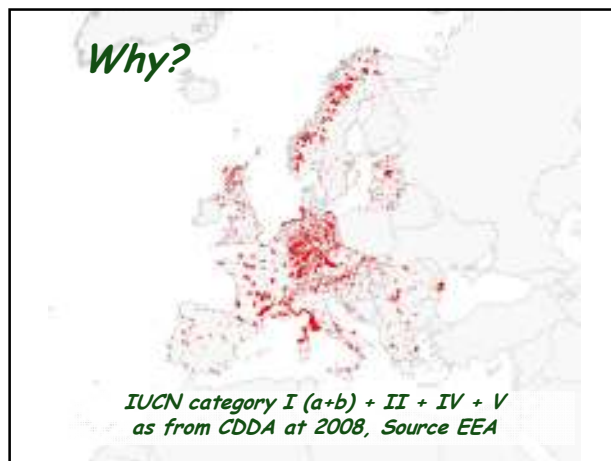 Why?
IUCN category I (a+b) + II + IV + V
as from CDDA at 2008, Source EEA